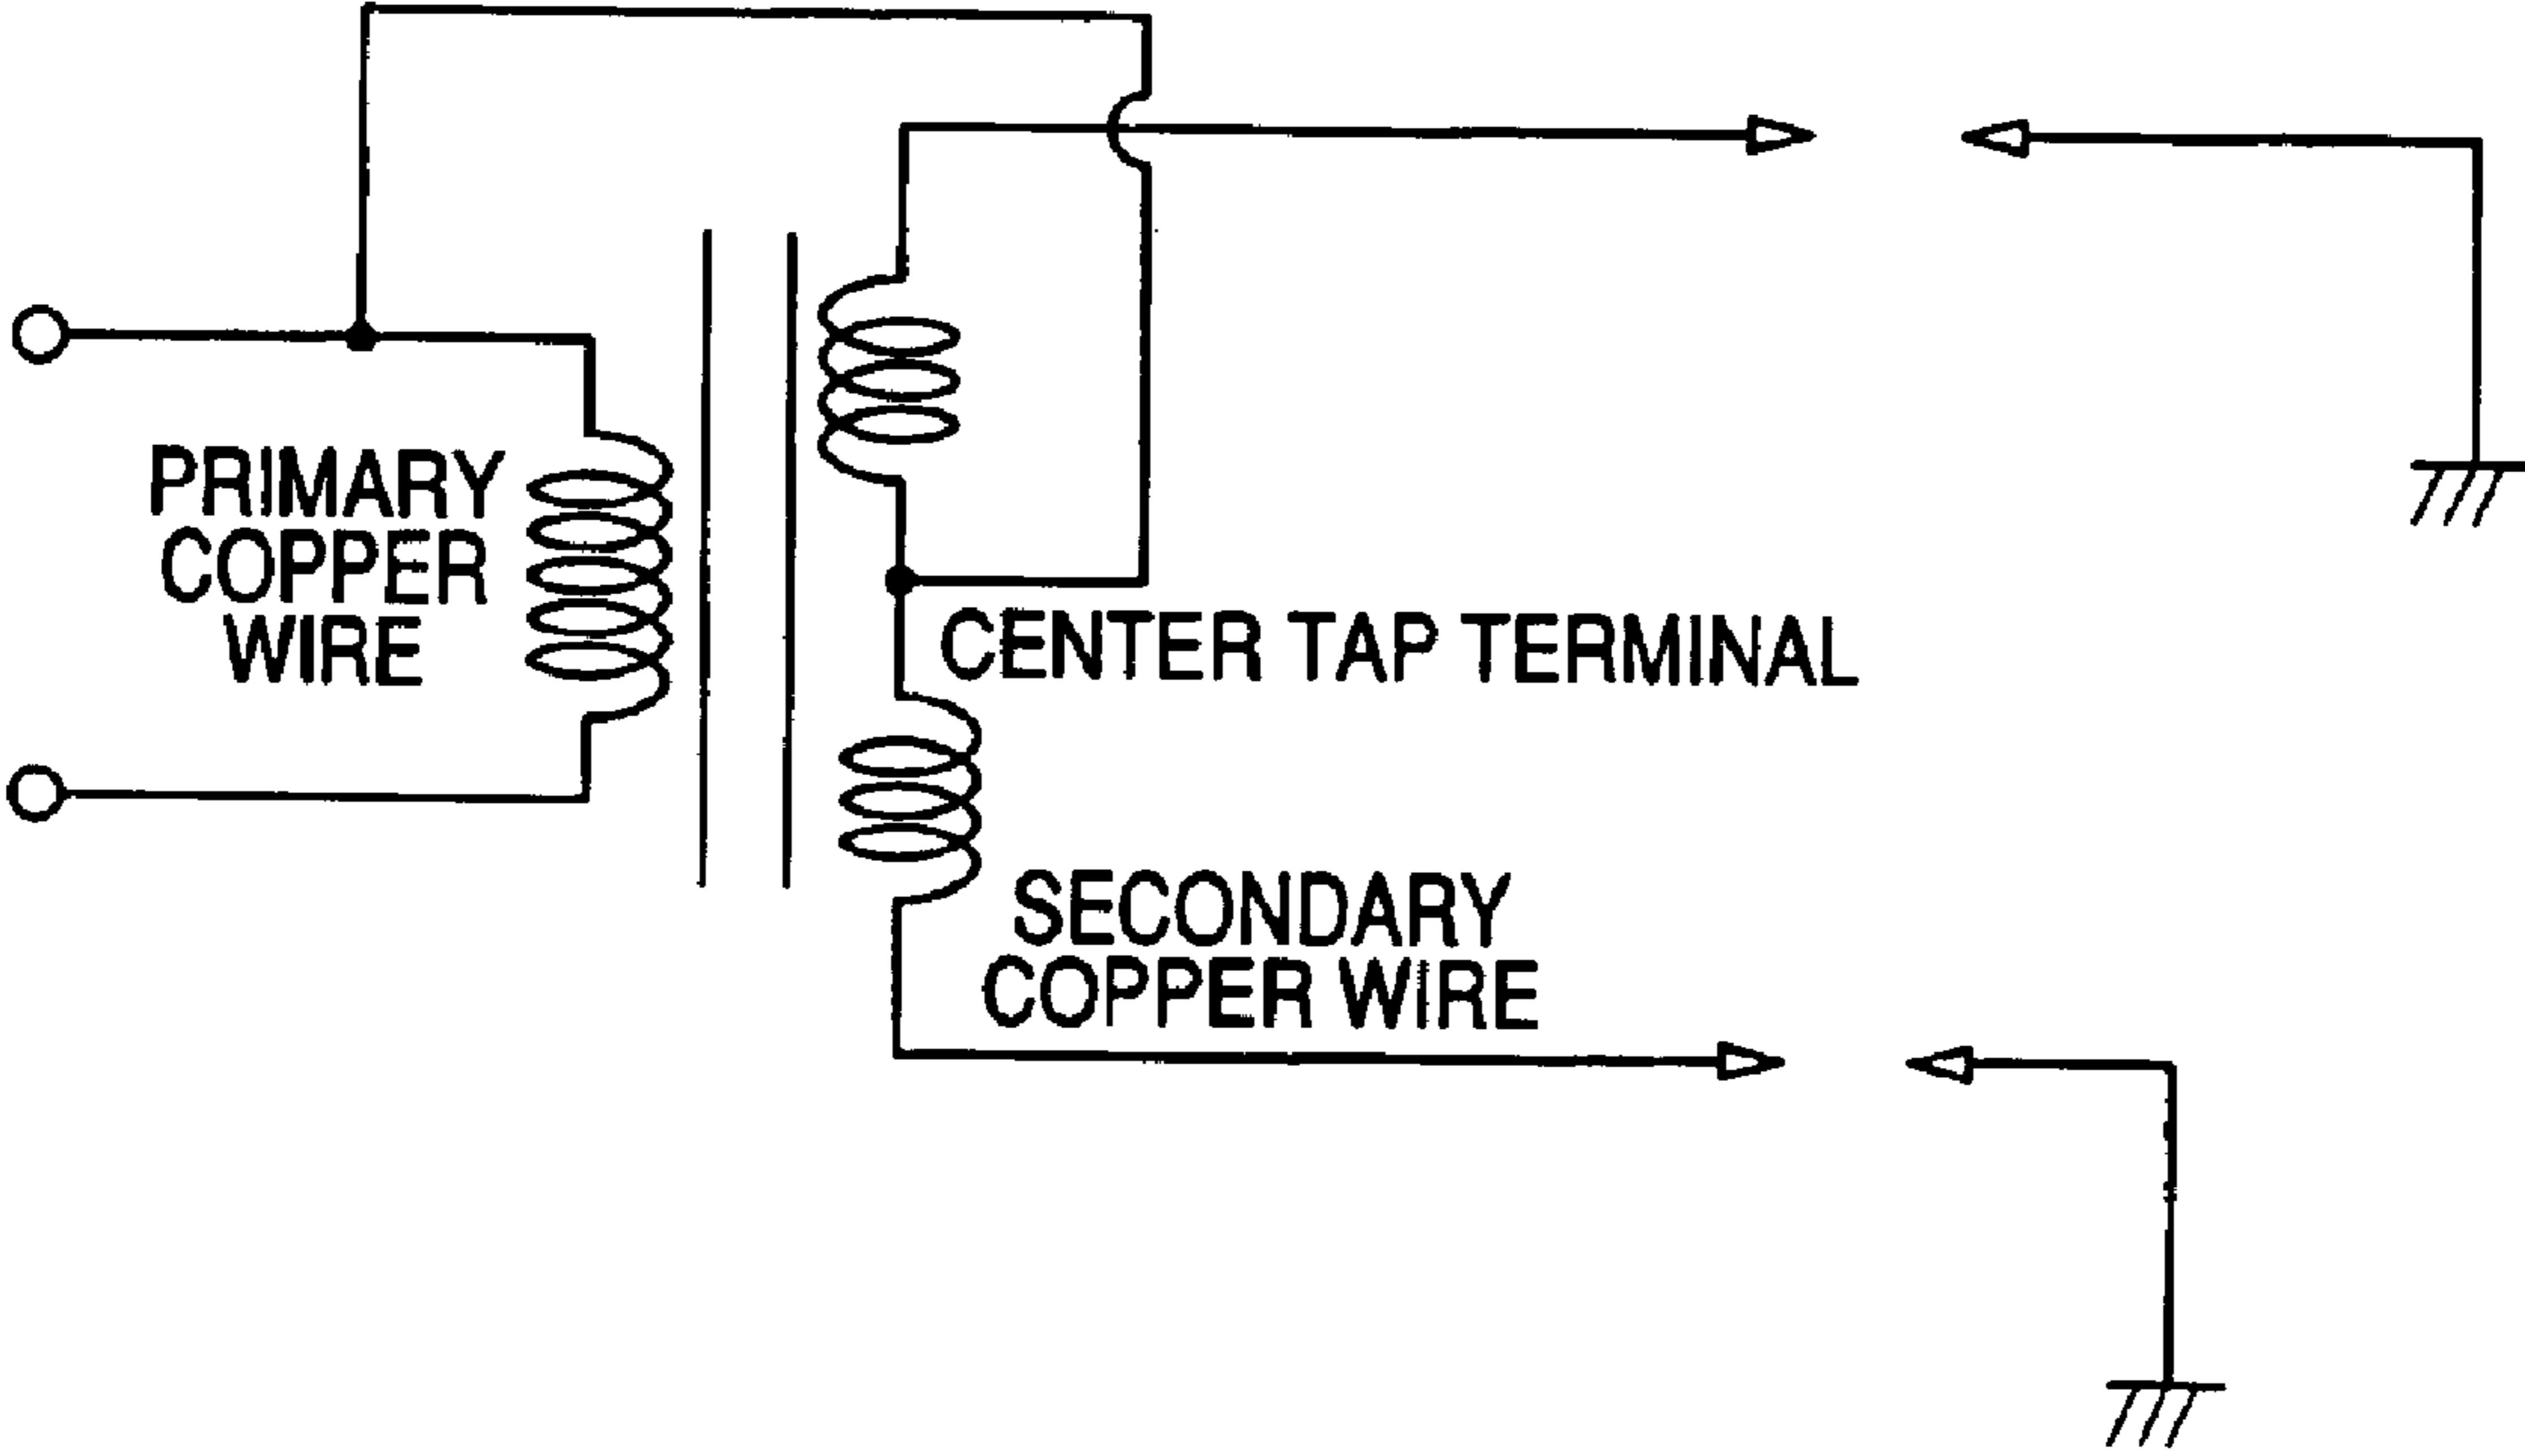 PRIMARY
COPPER
WIRE
CENTER TAP TERMINAL
SECONDARY
COPPER WIRE